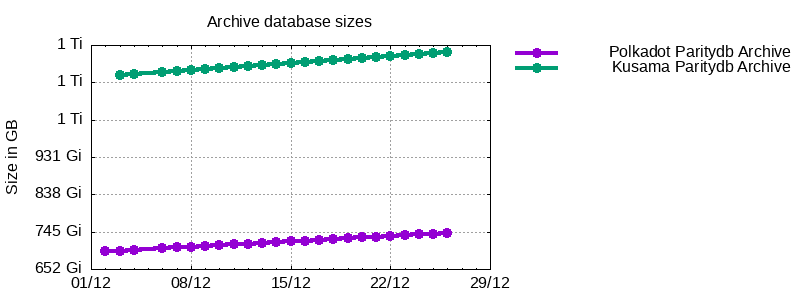 Archive database sizes
1 Ti
1 Ti
1 Ti
931 Gi
838 Gi
745 Gi
652 Gi
Size in GB
01/12 08/12 15/12 22/12 29/12
Polkadot Paritydb Archive
Kusama Paritydb Archive